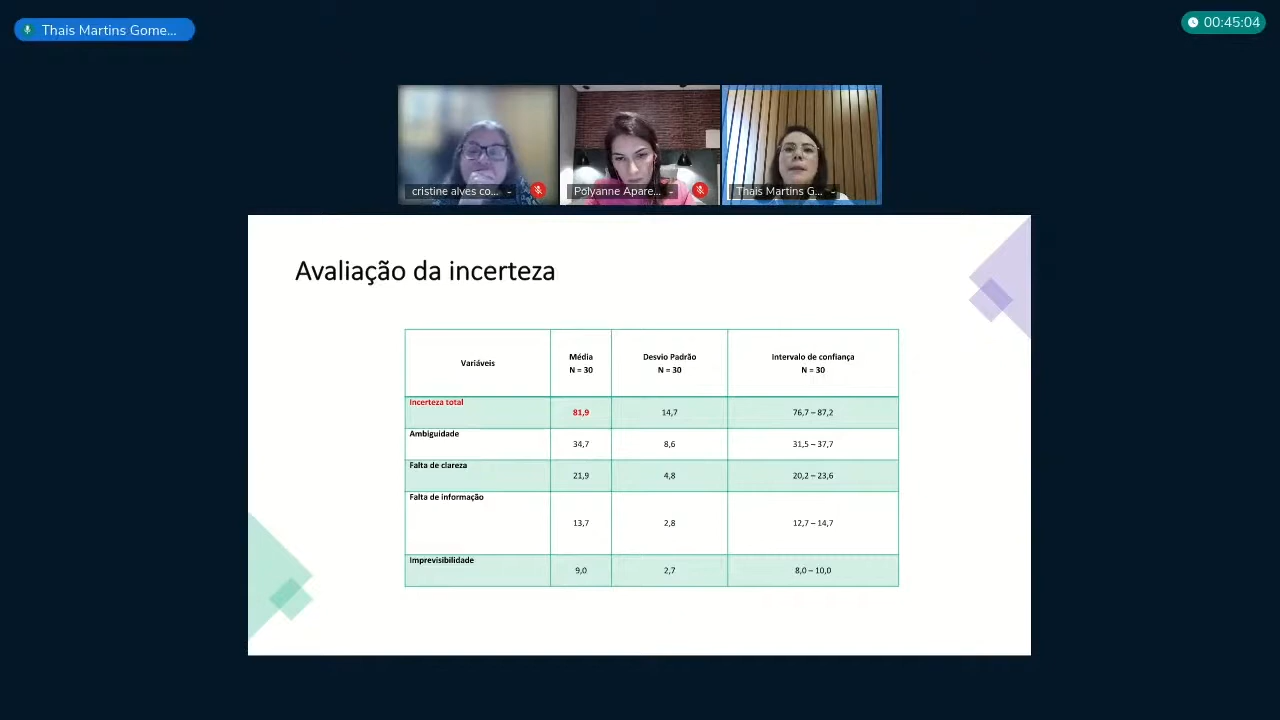 Thais Martins Gome...
00:45:04
cristine alves co...
Polyanne Apare...
Thais Martins G...
Avaliação da incerteza
Variáveis
Média
N = 30
Desvio Padrão
N = 30
Intervalo de confiança
N = 30
Incerteza total
81,9
14,7
76,7 – 87,2
Ambiguidade
34,7
8,6
31,5 – 37,7
Falta de clareza
21,9
4,8
20,2 – 23,6
Falta de informação
13,7
2,8
12,7 – 14,7
Imprevisibilidade
9,0
2,7
8,0 – 10,0